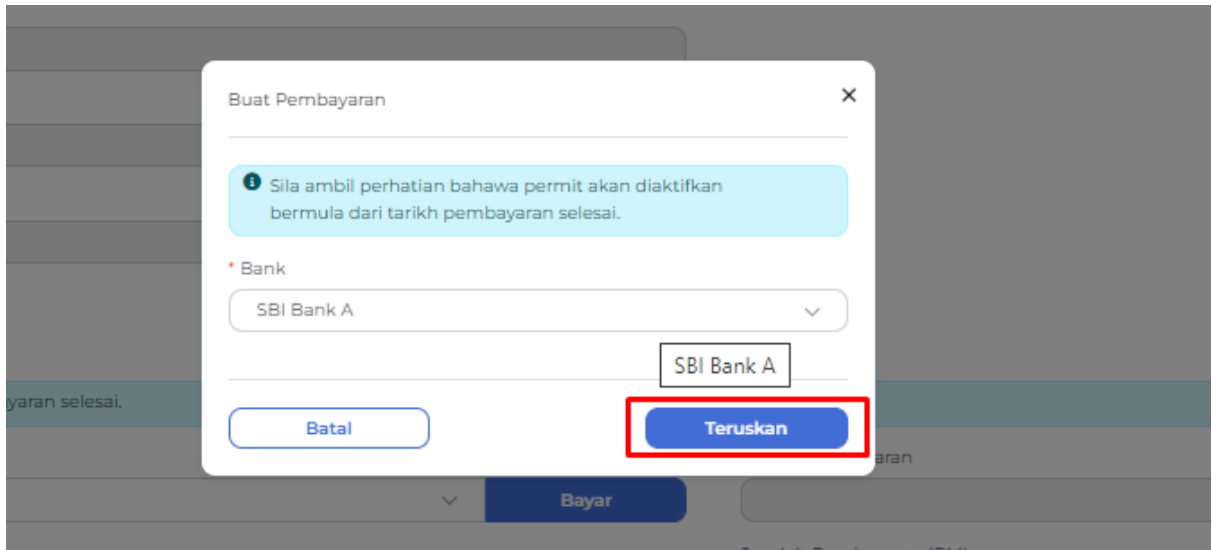 Buat Pembayaran
×
Sila ambil perhatian bahawa permit akan diaktifkan
bermula dari tarikh pembayaran selesai.
* Bank
SBI Bank A
SBI Bank A
yaran selesai.
Batal
Teruskan
aran
Bayar